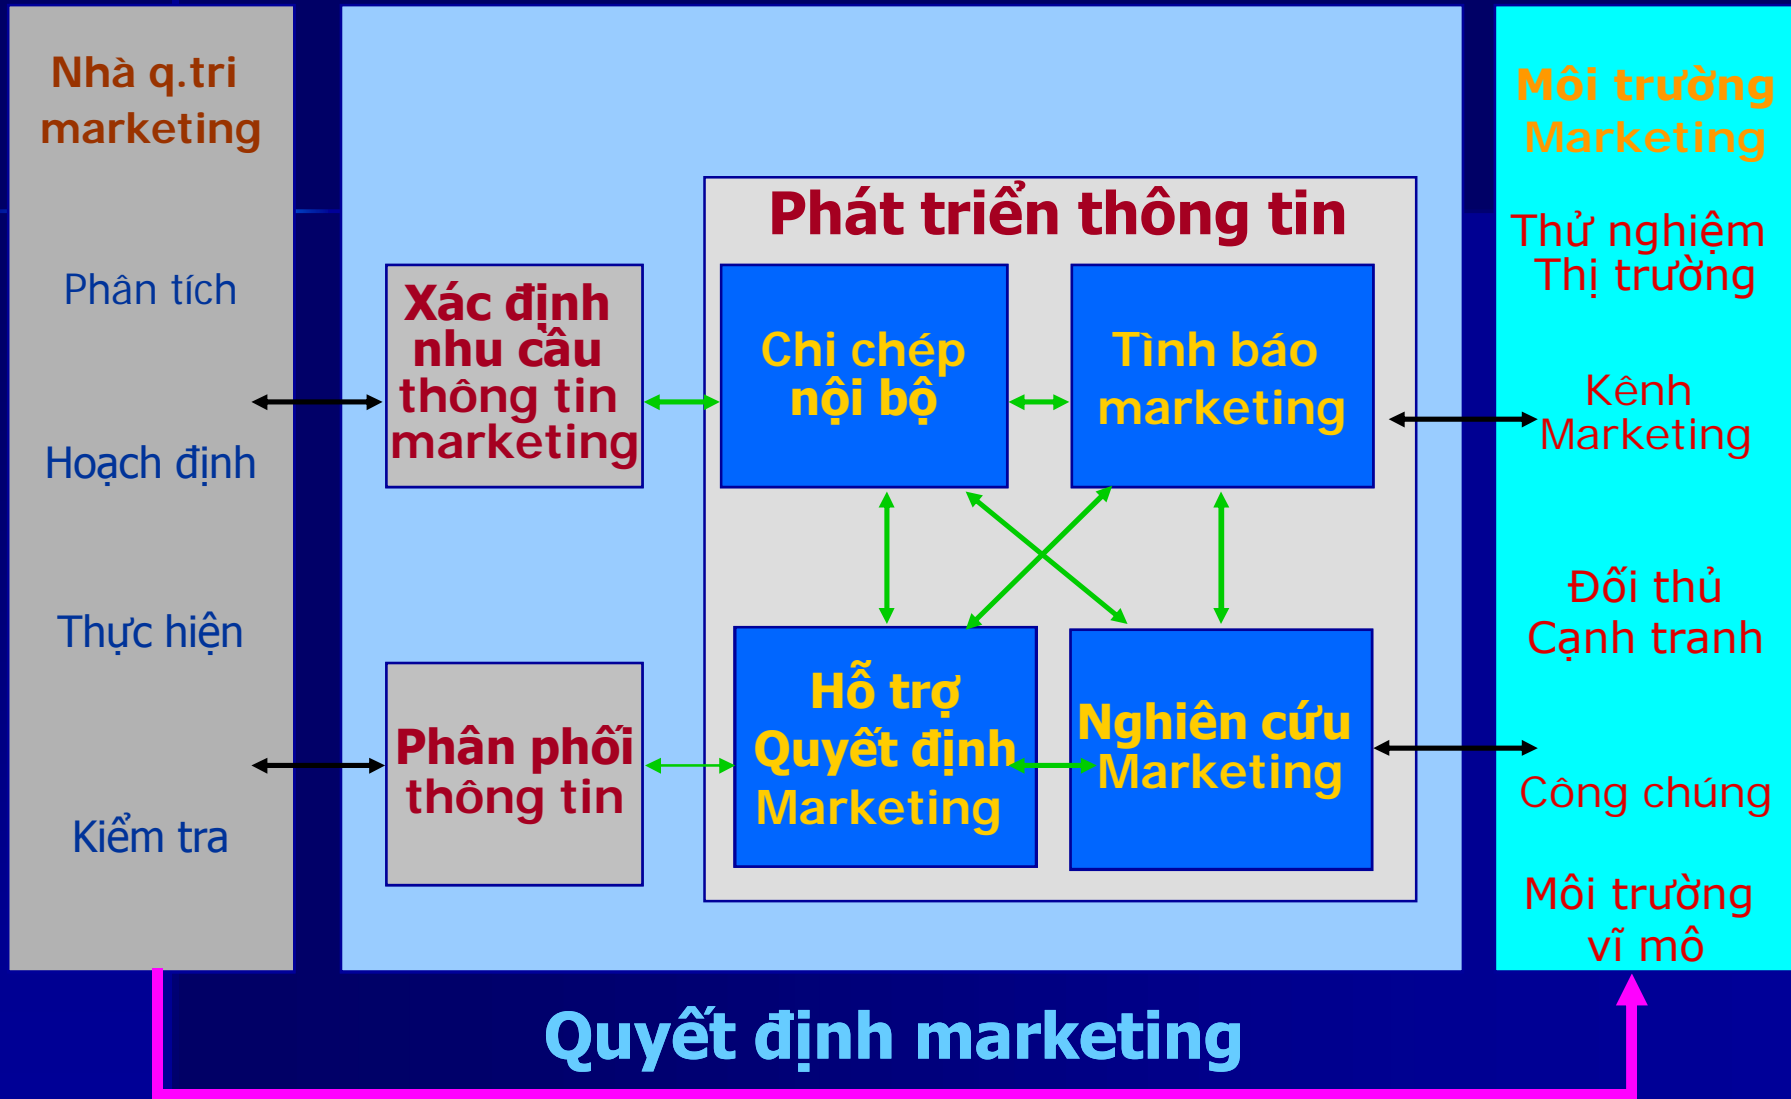 Nhà q.tri
marketing
Phân tích
Hoạch định
Thực hiện
Kiểm tra
Xác định
nhu cầu
thông tin
marketing
Phân phối
thông tin
Phát triển thông tin
Chi chép
nội bộ
Tình báo
marketing
Hỗ trợ
Quyết định
Marketing
Nghiên cứu
Marketing
Môi trường
Marketing
Thử nghiệm
Thị trường
Kênh
Marketing
Đối thủ
Cạnh tranh
Công chúng
Môi trường
vĩ mô
Quyết định marketing